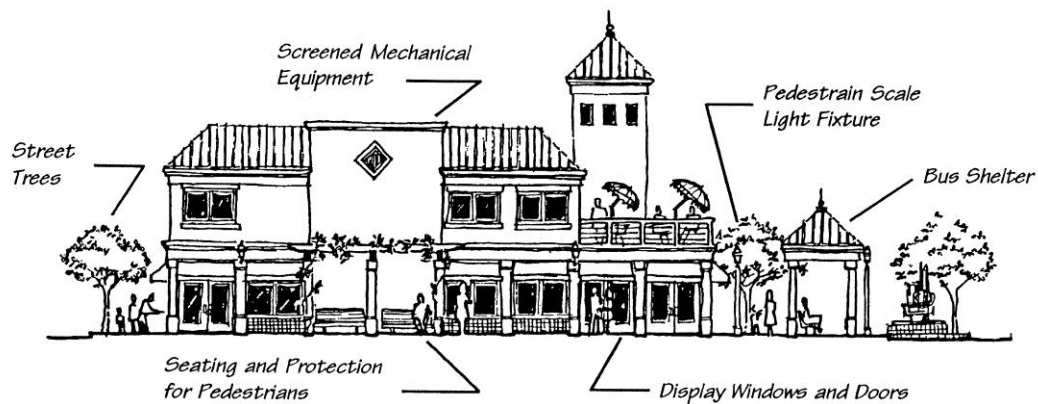 Screened Mechanical
Equipment
Pedestrain Scale
Light Fixture
Street
Trees
Bus Shelter
Seating and Protection
for Pedestrians
Display Windows and Doors